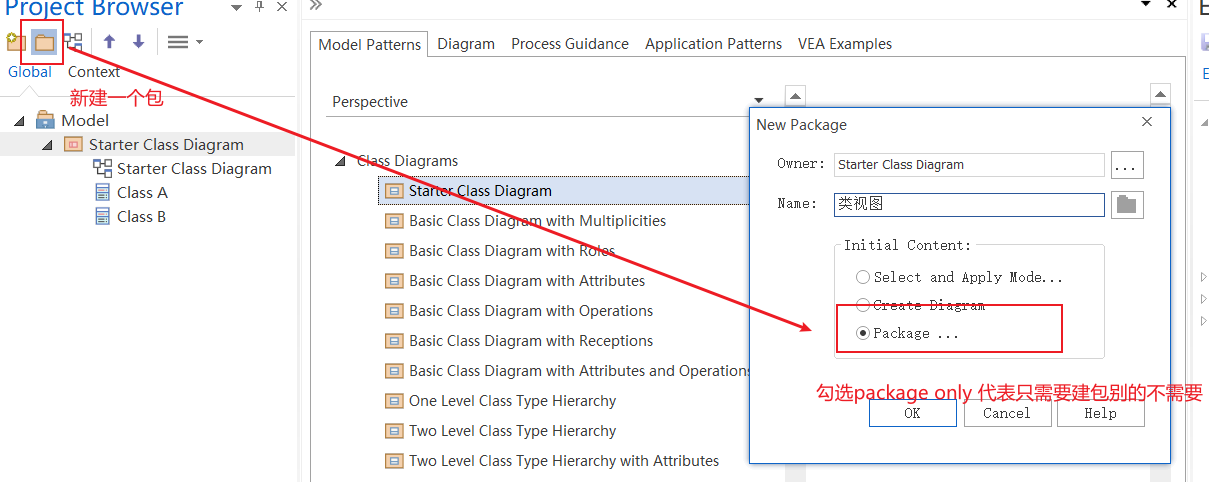 Project Browser
Global Context
新建一个包
Model
Starter Class Diagram
Starter Class Diagram
Class A
Class B
Model Patterns Diagram Process Guidance Application Patterns VEA Examples
Perspective
Class Diagrams
Starter Class Diagram
Basic Class Diagram with Multiplicities
Basic Class Diagram with Roles
Basic Class Diagram with Attributes
Basic Class Diagram with Operations
Basic Class Diagram with Receptions
Basic Class Diagram with Attributes and Operations
One Level Class Type Hierarchy
Two Level Class Type Hierarchy
Two Level Class Type Hierarchy with Attributes
New Package
Owner: Starter Class Diagram ...
Name: 类视图
Initial Content:
Select and Apply Mode...
Create Diagram
Package ...
勾选package only 代表只需要建包别的不需要
OK Cancel Help